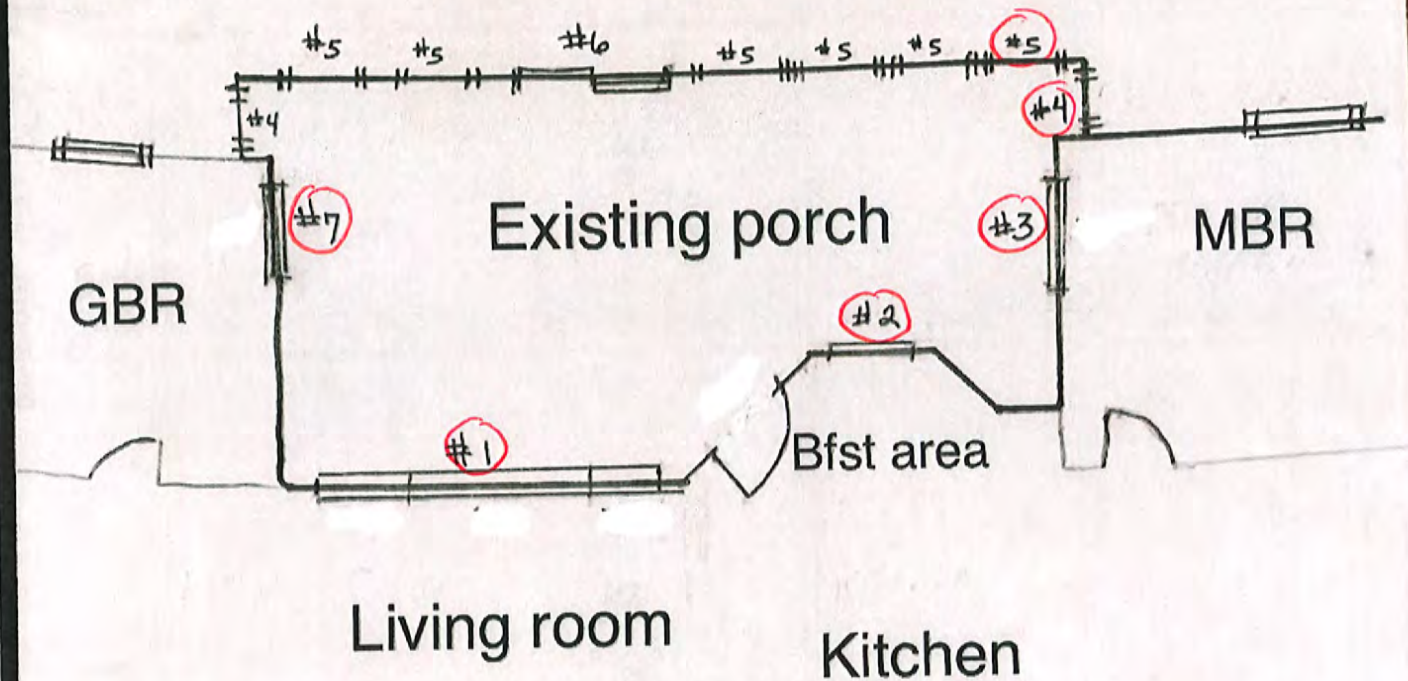 #5 #5 #6 #5 #5 #5 #5
#4 #4
#7 Existing porch #3 MBR
GBR
#2
#1 Bfst area
Living room
Kitchen